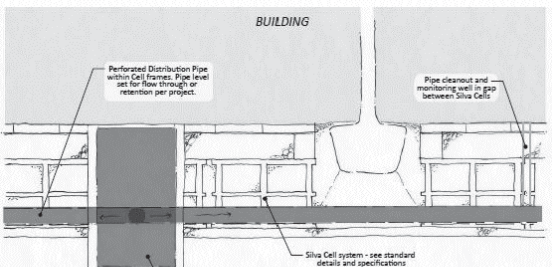 BUILDING
Perforated Distribution Pipe
within Cell frames. Pipe level
set for flow through or
retention per project.
Pipe cleanout and
monitoring well in gap
between Silva Cells
Silva Cell system - see standard
details and specifications